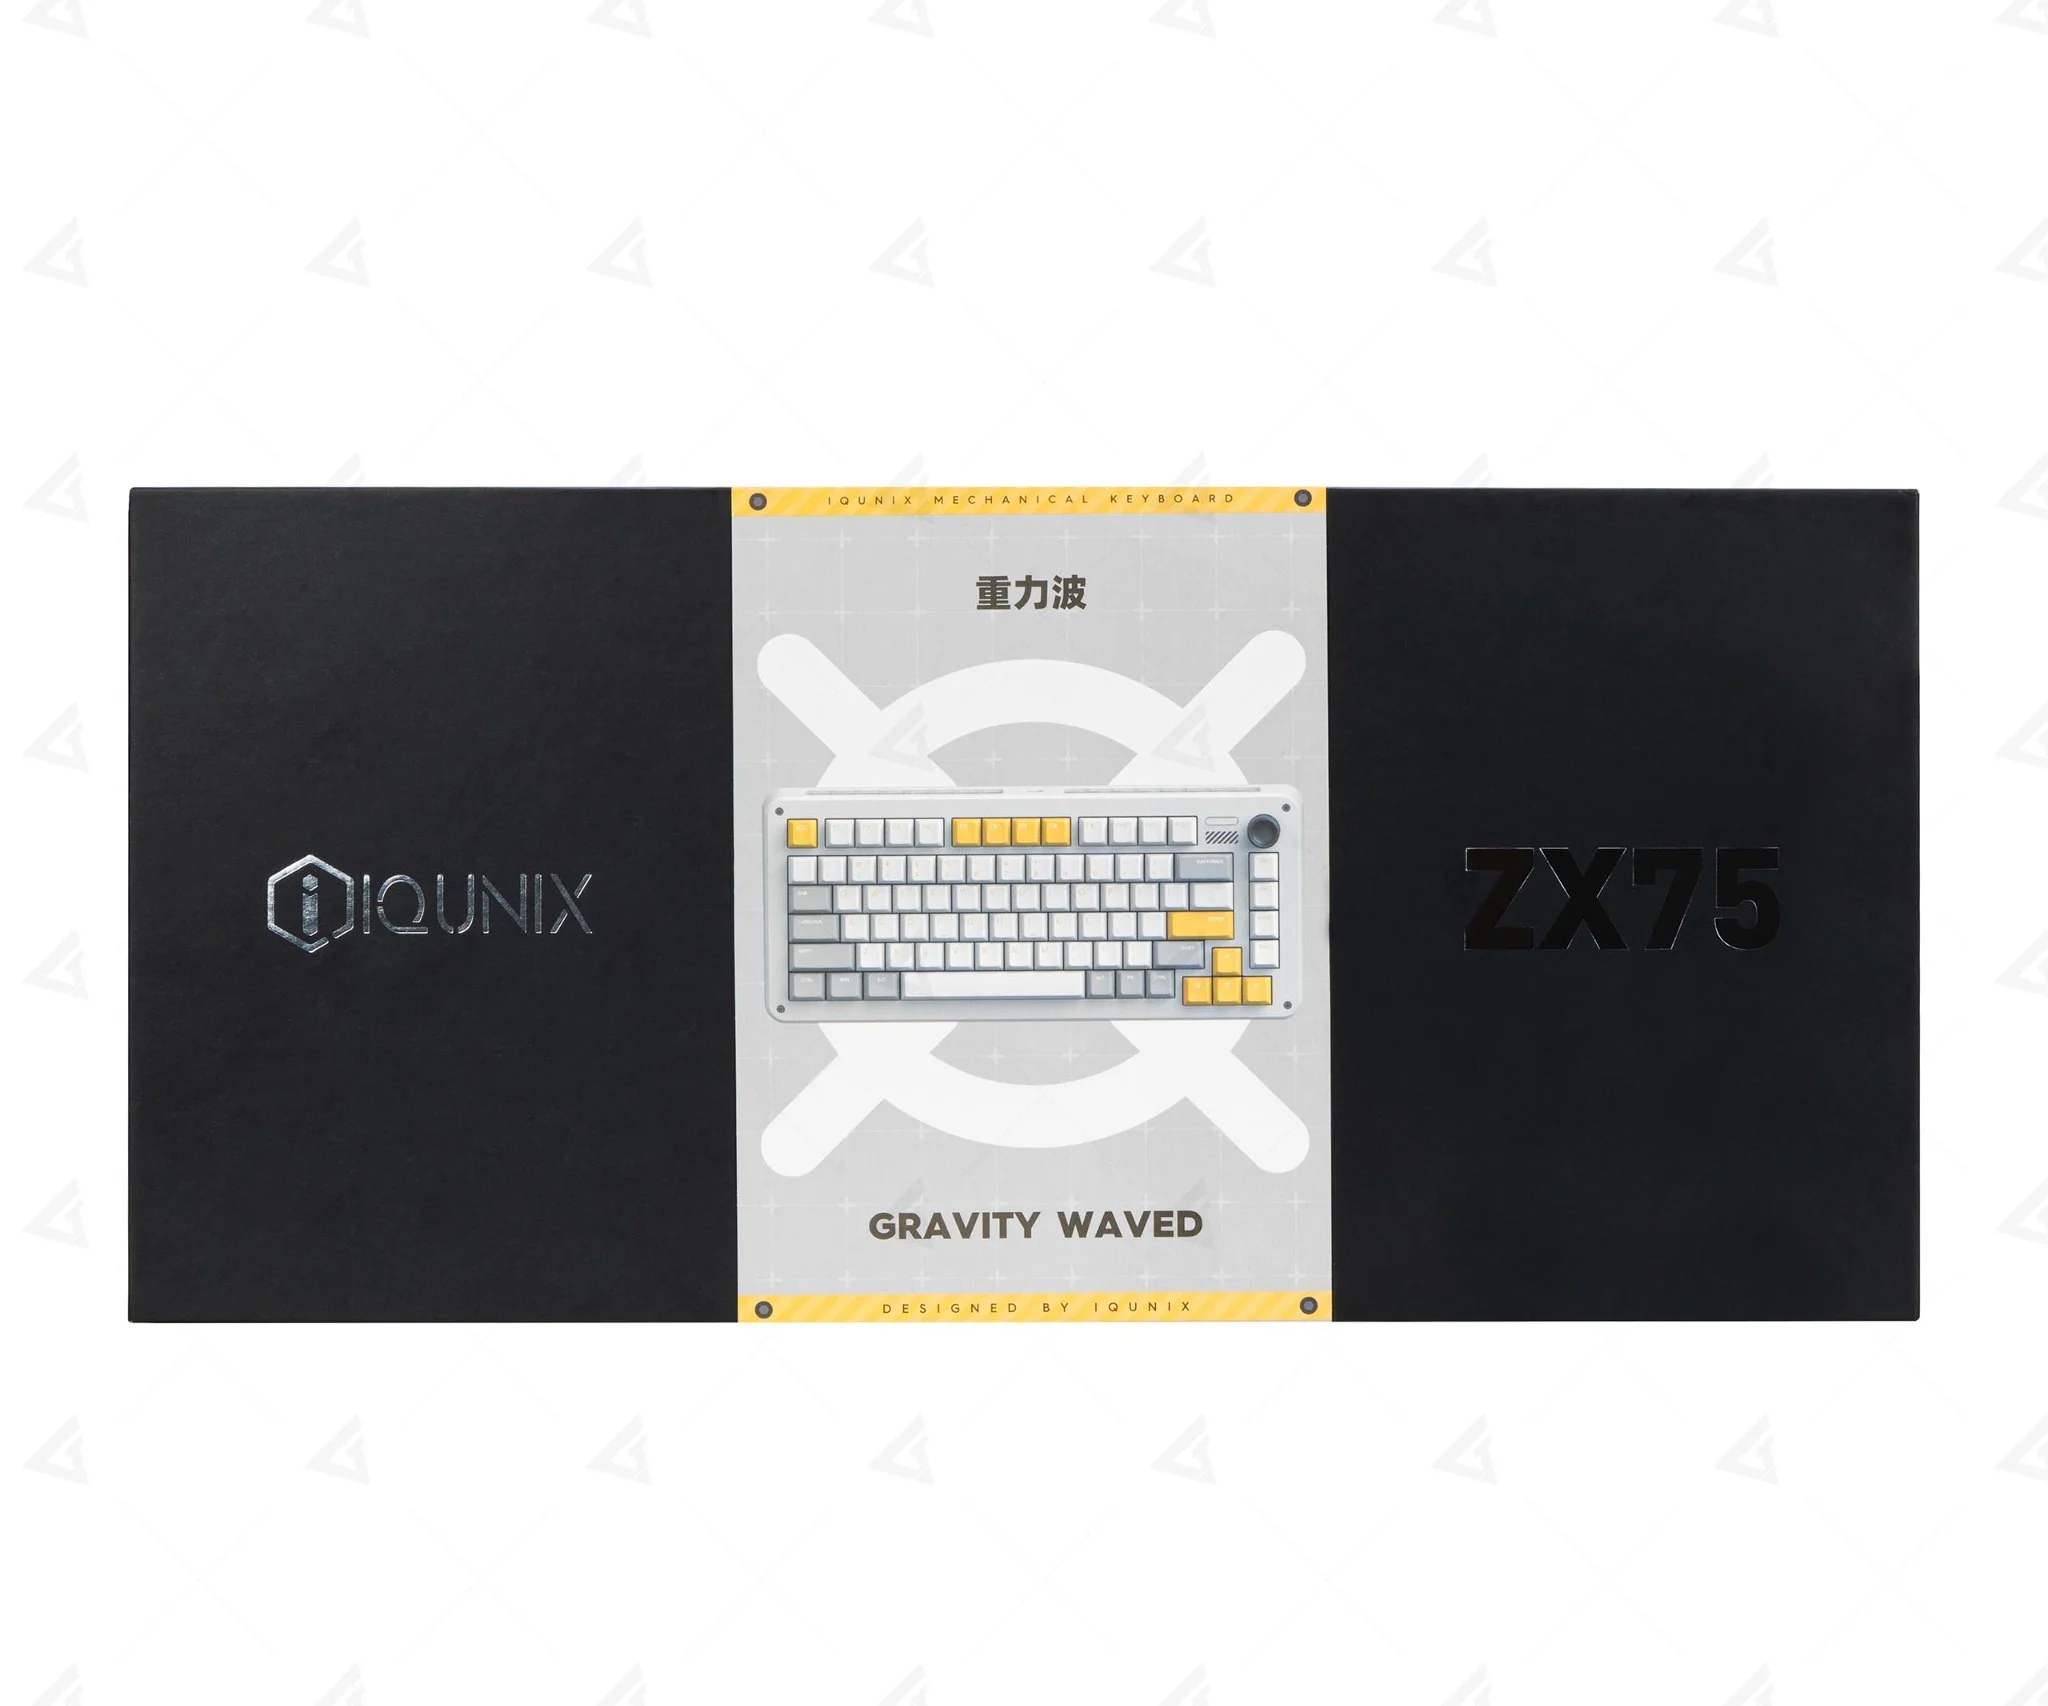 IQUNIX MECHANICAL KEYBOARD
重力波
IQUNIX
ZX75
GRAVITY WAVED
DESIGNED BY IQUNIX